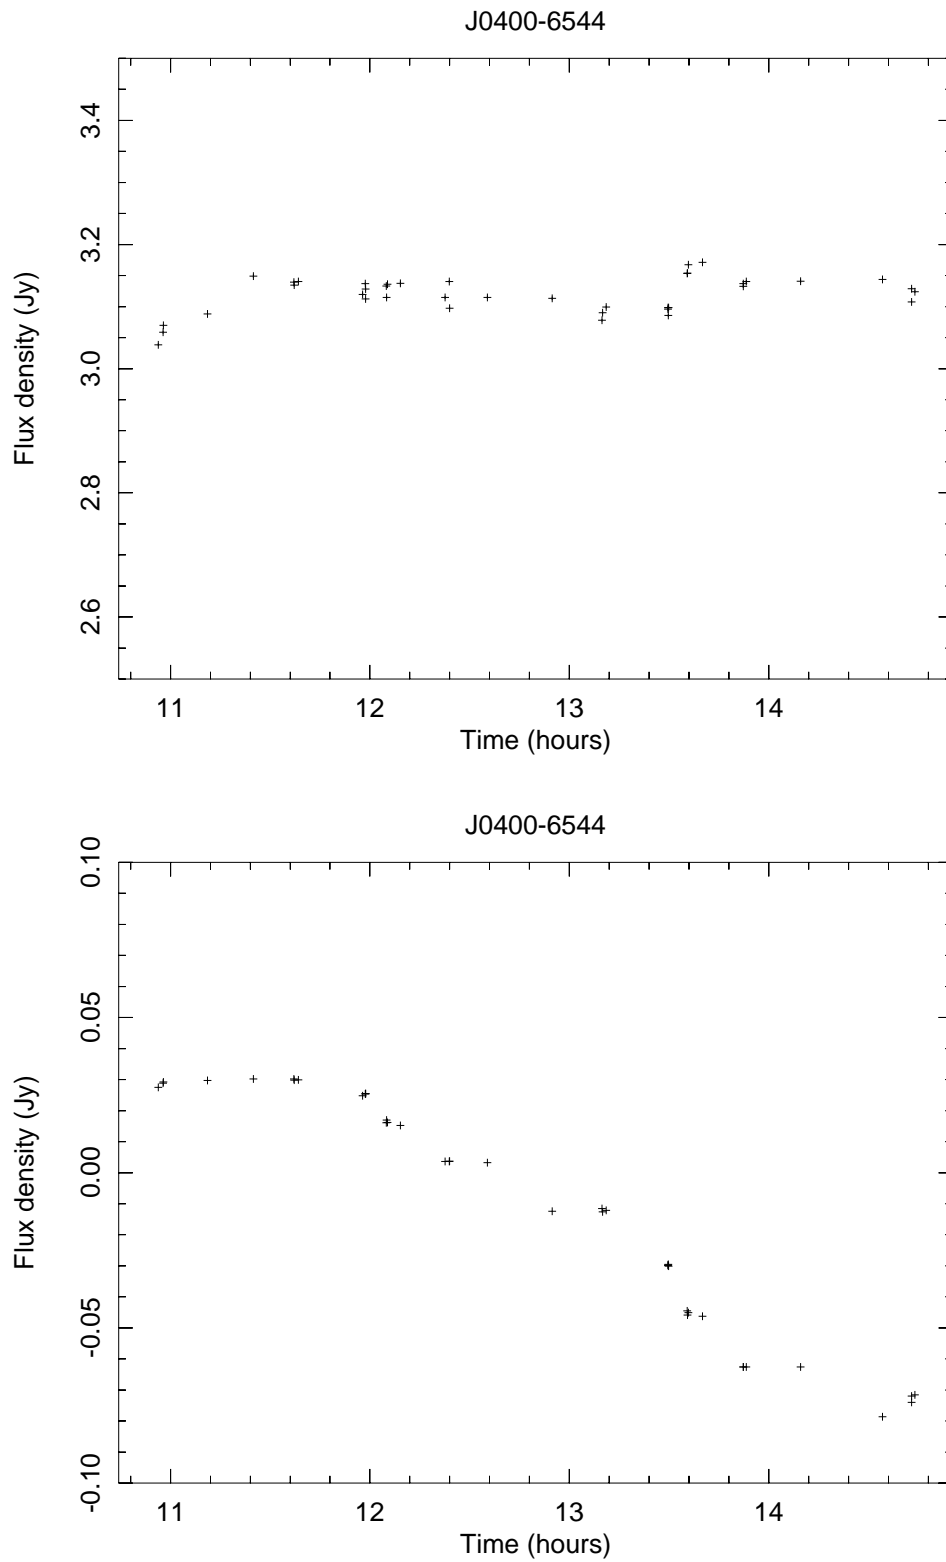 J0400-6544
3.4
3.2
3.0
2.8
2.6
Flux density (Jy)
11 12 13 14
Time (hours)
J0400-6544
0.10
0.05
0.00
-0.05
-0.10
Flux density (Jy)
11 12 13 14
Time (hours)